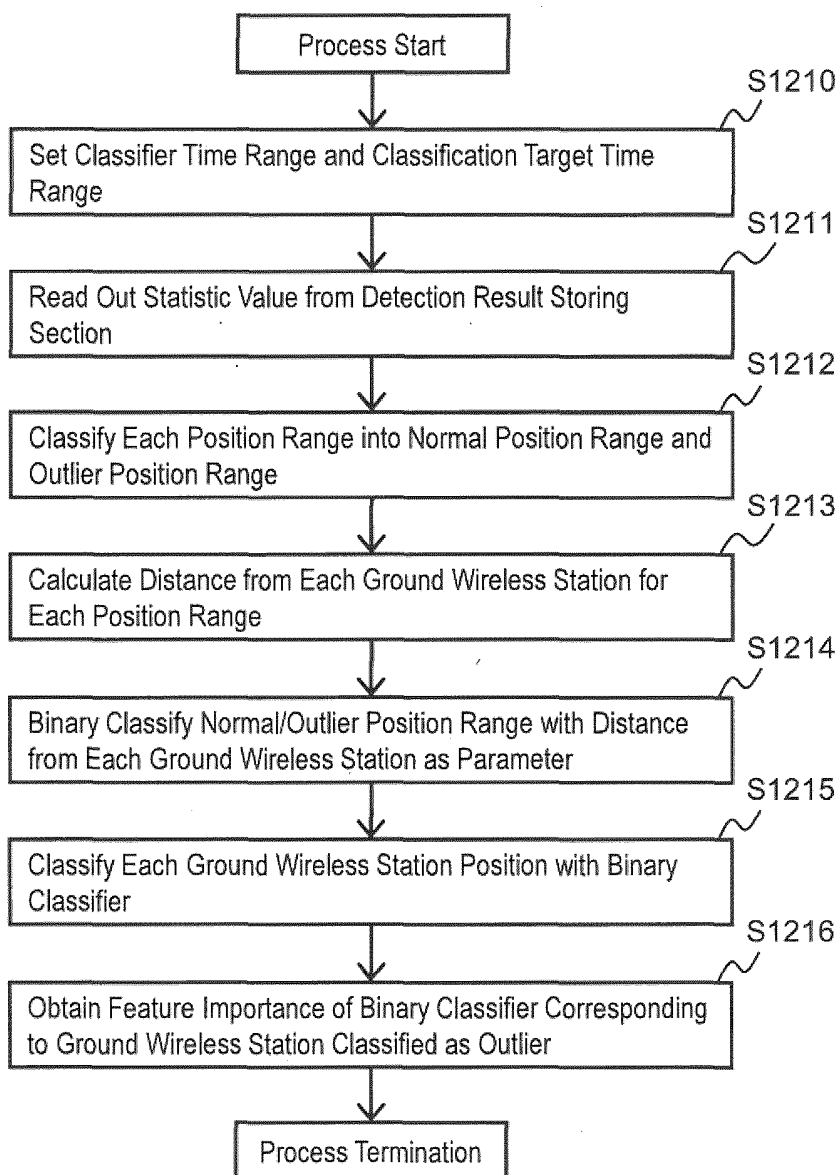 Process Start
S1210
Set Classifier Time Range and Classification Target Time
Range
S1211
Read Out Statistic Value from Detection Result Storing
Section
S1212
Classify Each Position Range into Normal Position Range and
Outlier Position Range
S1213
Calculate Distance from Each Ground Wireless Station for
Each Position Range
S1214
Binary Classify Normal/Outlier Position Range with Distance
from Each Ground Wireless Station as Parameter
S1215
Classify Each Ground Wireless Station Position with Binary
Classifier
S1216
Obtain Feature Importance of Binary Classifier Corresponding
to Ground Wireless Station Classified as Outlier
Process Termination